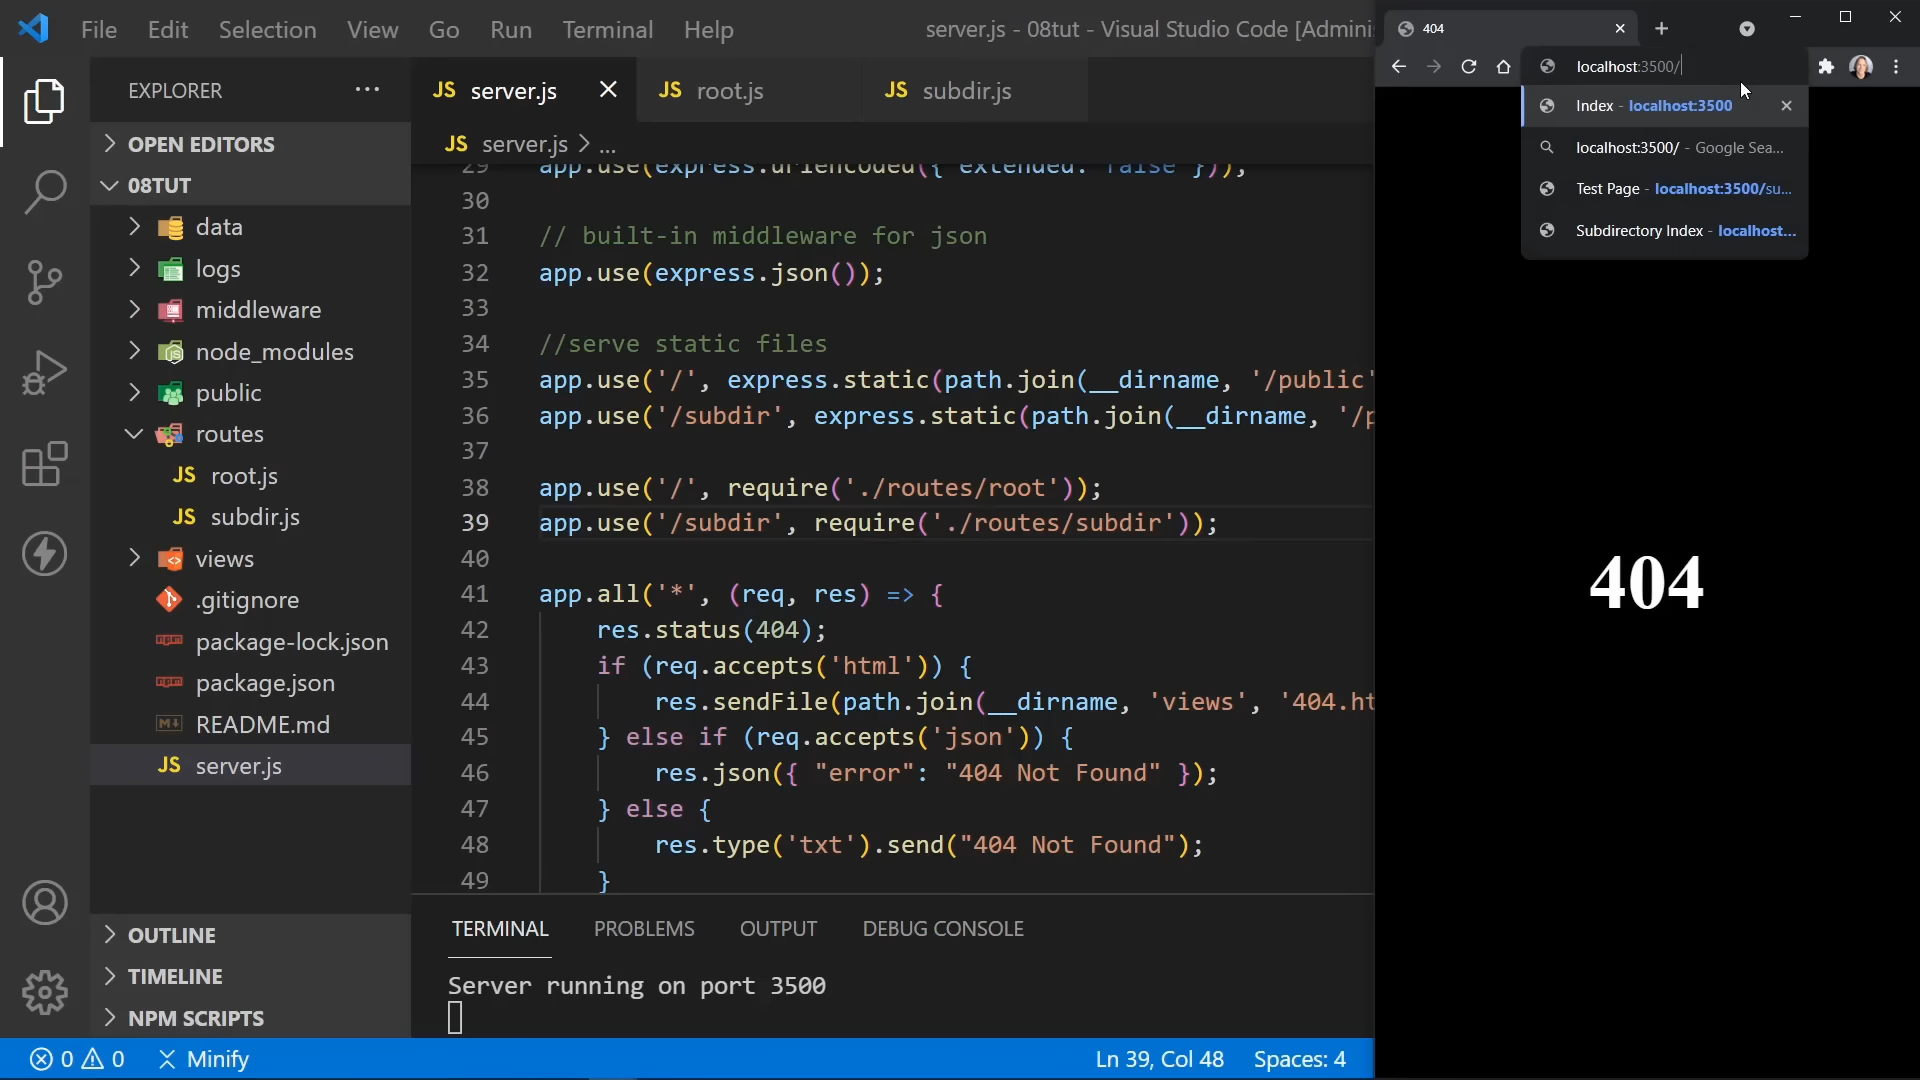 File Edit Selection View Go Run Terminal Help
server.js - 08tut - Visual Studio Code [Admini
EXPLORER
OPEN EDITORS
08TUT
data
logs
middleware
node_modules
public
routes
JS root.js
JS subdir.js
views
.gitignore
package-lock.json
package.json
README.md
JS server.js
OUTLINE
TIMELINE
NPM SCRIPTS
JS server.js
JS root.js
JS subdir.js
JS server.js > ...
29 app.use(express.urlencoded({ extended: false }));
30
31 // built-in middleware for json
32 app.use(express.json());
33
34 //serve static files
35 app.use('/', express.static(path.join(__dirname, '/public'
36 app.use('/subdir', express.static(path.join(__dirname, '/p
37
38 app.use('/', require('./routes/root'));
39 app.use('/subdir', require('./routes/subdir'));
40
41 app.all('*', (req, res) => {
42 res.status(404);
43 if (req.accepts('html')) {
44 res.sendFile(path.join(__dirname, 'views', '404.ht
45 } else if (req.accepts('json')) {
46 res.json({ "error": "404 Not Found" });
47 } else {
48 res.type('txt').send("404 Not Found");
49 }
TERMINAL PROBLEMS OUTPUT DEBUG CONSOLE
Server running on port 3500
0 0 Minify
Ln 39, Col 48 Spaces: 4
404
localhost:3500/
Index - localhost:3500
localhost:3500/ - Google Sea...
Test Page - localhost:3500/su...
Subdirectory Index - localhost...
404